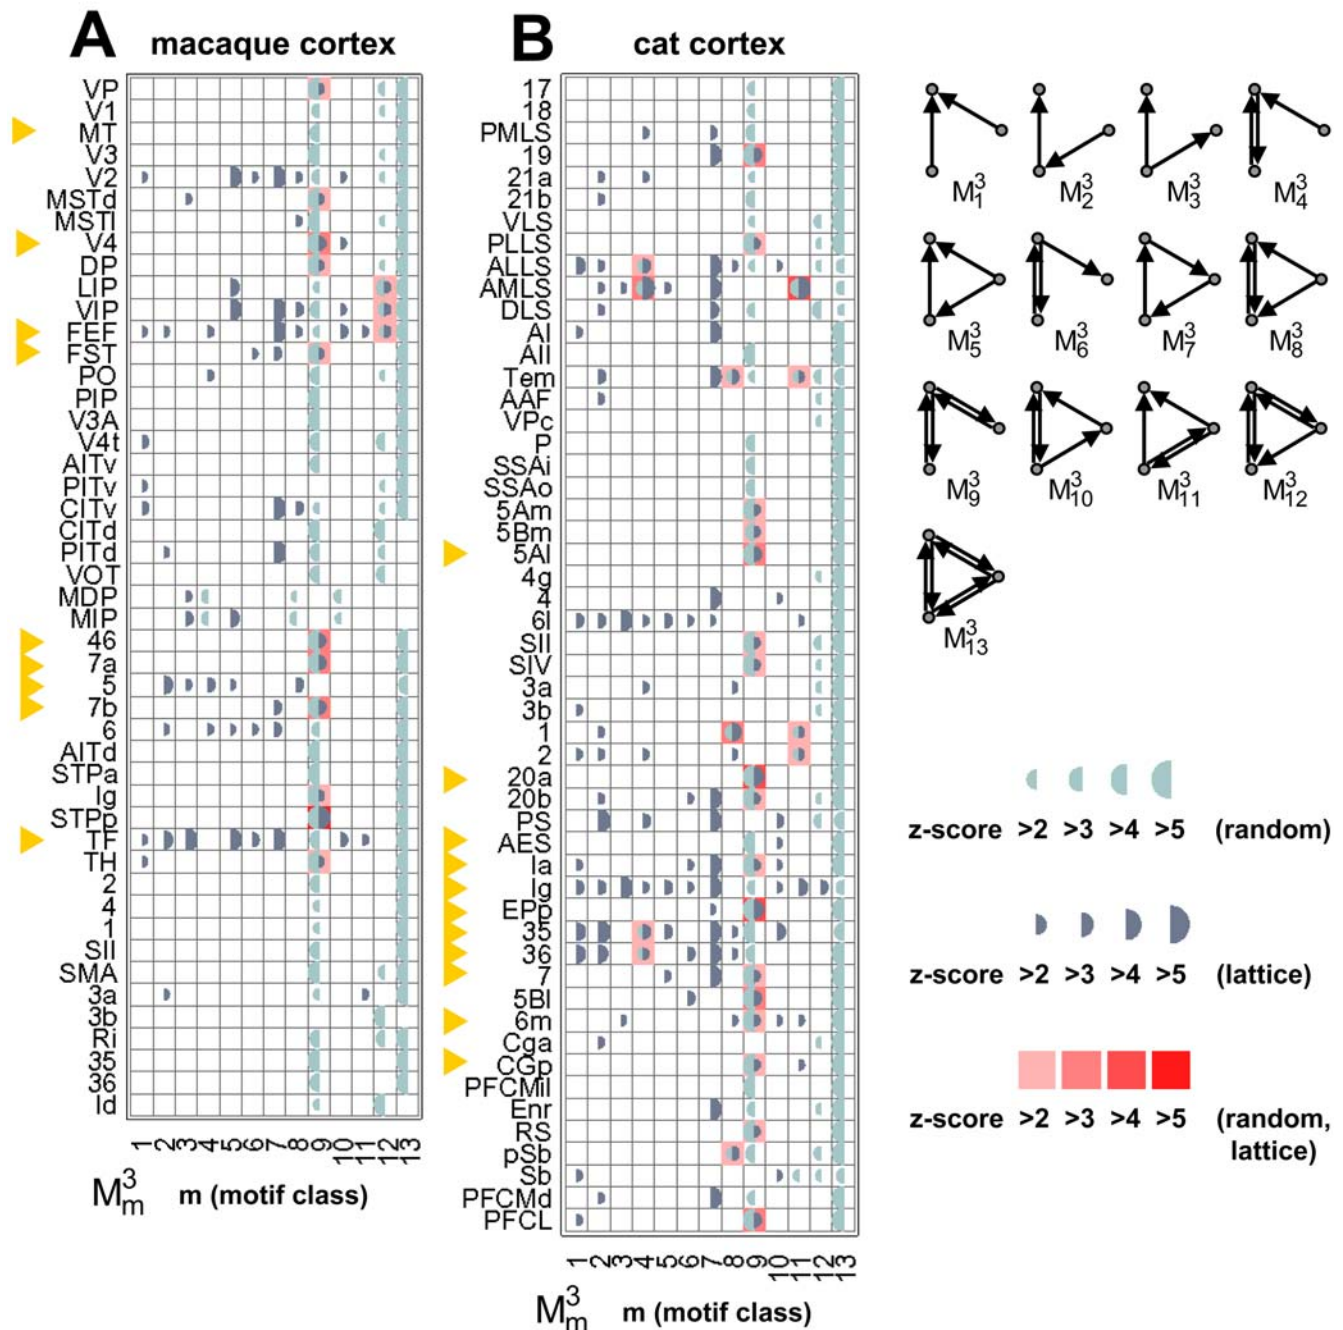 A macaque cortex
VP
V1
MT
V3
V2
MSTd
MSTl
V4
DP
LIP
VIP
FEF
FST
PO
PIP
V3A
V4t
AITv
PITv
CITv
CITd
PITd
VOT
MDP
MIP
46
7a
5
7b
6
AITd
STPa
Ig
STPp
TF
TH
2
4
1
SII
SMA
3a
3b
Ri
35
36
Id
1 2 3 4 5 6 7 8 9 10 11 12 13
M3m m (motif class)
B cat cortex
17
18
PMLS
19
21a
21b
VLS
PLLS
ALLS
AMLS
DLS
AI
AII
Tem
AAF
VPc
P
SSAi
SSAo
5Am
5Bm
5Al
4g
4
6l
SII
SIV
3a
3b
1
2
20a
20b
PS
AES
Ia
Ig
EPp
35
36
7
5Bl
6m
Cga
CGp
PFCMil
Enr
RS
pSb
Sb
PFCMd
PFCL
1 2 3 4 5 6 7 8 9 10 11 12 13
M3m m (motif class)
M31 M32 M33 M34
M35 M36 M37 M38
M39 M310 M311 M312
M313
z-score >2 >3 >4 >5 (random)
z-score >2 >3 >4 >5 (lattice)
z-score >2 >3 >4 >5 (random,
lattice)